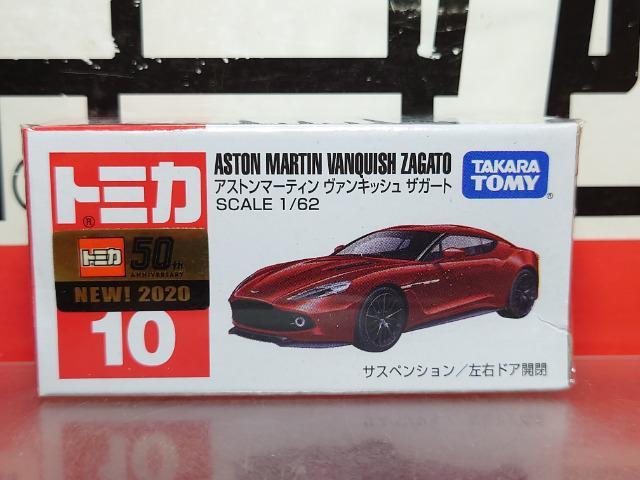 トミカ
®
トミカ 50th
ANNIVERSARY
NEW! 2020
10
ASTON MARTIN VANQUISH ZAGATO
アストンマーティン ヴァンキッシュ ザガート
SCALE 1/62
TAKARA
TOMY®
サスペンション/左右ドア開閉